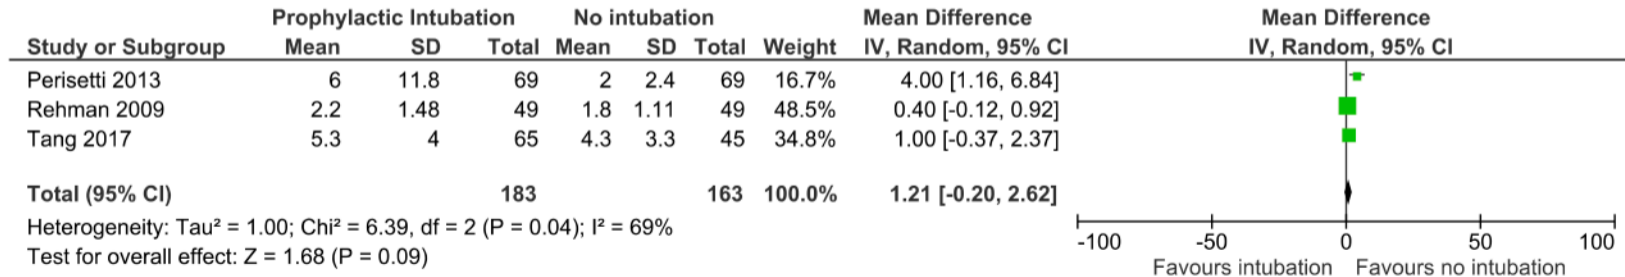 Prophylactic Intubation No intubation Mean Difference Mean Difference
Study or Subgroup Mean SD Total Mean SD Total Weight IV, Random, 95% CI IV, Random, 95% CI
Perisetti 2013 6 11.8 69 2 2.4 69 16.7% 4.00 [1.16, 6.84]
Rehman 2009 2.2 1.48 49 1.8 1.11 49 48.5% 0.40 [-0.12, 0.92]
Tang 2017 5.3 4 65 4.3 3.3 45 34.8% 1.00 [-0.37, 2.37]
Total (95% CI) 183 163 100.0% 1.21 [-0.20, 2.62]
Heterogeneity: Tau² = 1.00; Chi² = 6.39, df = 2 (P = 0.04); I² = 69%
Test for overall effect: Z = 1.68 (P = 0.09)
-100 -50 0 50 100
Favours intubation Favours no intubation